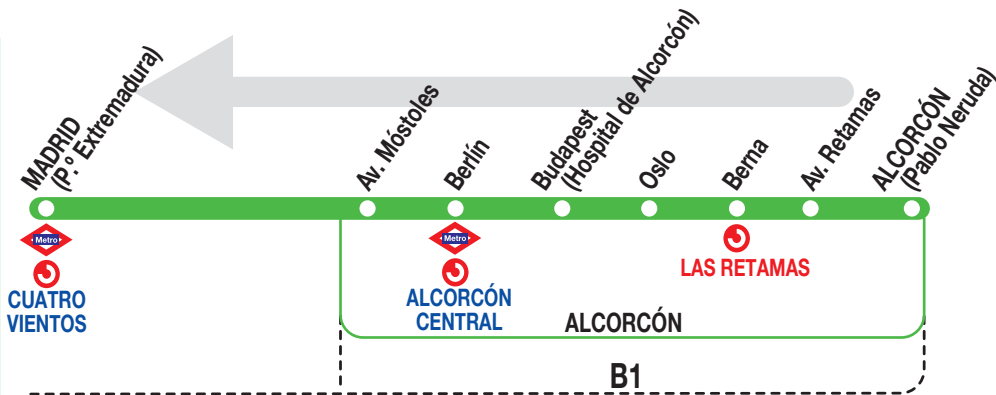 MADRID
(P.º Extremadura)
Av. Móstoles
Berlín
Budapest
(Hospital de Alcorcón)
Oslo
Berna
Av. Retamas
ALCORCÓN
(Pablo Neruda)
Metro
CUATRO
VIENTOS
Metro
ALCORCÓN
CENTRAL
LAS RETAMAS
ALCORCÓN
B1